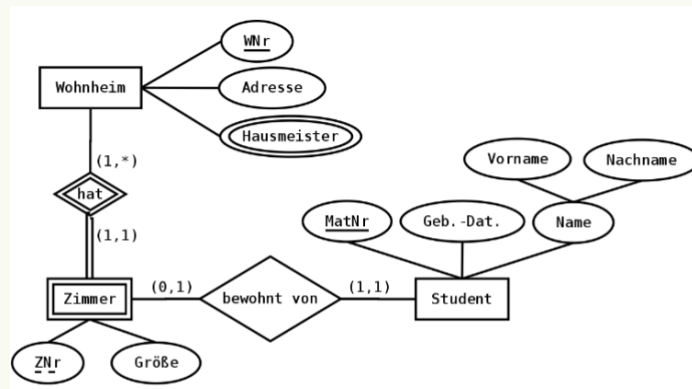 WNr
Wohnheim
Adresse
Hausmeister
(1,*)
hat
(1,1)
Vorname
Nachname
MatNr
Geb.-Dat.
Name
Zimmer
(0,1)
bewohnt von
(1,1)
Student
ZNr
Größe